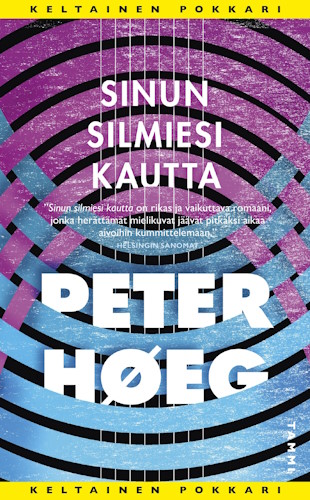 KELTAINEN POKKARI
SINUN
SILMIESI
KAUTTA
"Sinun silmiesi kautta on rikas ja vaikuttava romaani,
jonka herättämät mielikuvat jäävät pitkäksi aikaa
aivoihin kummittelemaan."
HELSINGIN SANOMAT
PETER
HØEG
TAMMI
KELTAINEN POKKARI